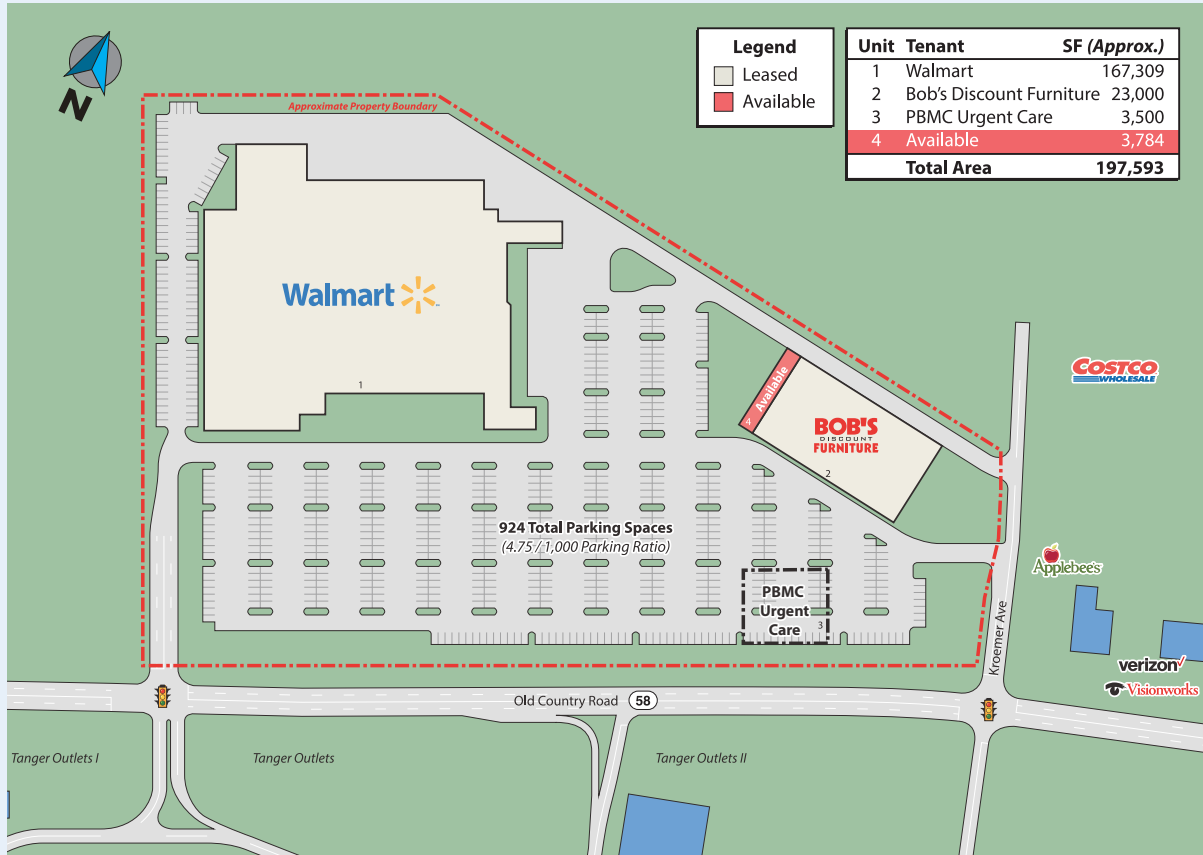 N
Approximate Property Boundary
Legend
Leased
Available
Unit Tenant SF (Approx.)
1 Walmart 167,309
2 Bob's Discount Furniture 23,000
3 PBMC Urgent Care 3,500
4 Available 3,784
Total Area 197,593
Walmart
1
4 Available
BOB'S
DISCOUNT
FURNITURE
2
COSTCO
WHOLESALE
924 Total Parking Spaces
(4.75 / 1,000 Parking Ratio)
PBMC
Urgent
Care
3
Applebee's
Kroemer Ave
verizon
Visionworks
Old Country Road 58
Tanger Outlets I
Tanger Outlets
Tanger Outlets II